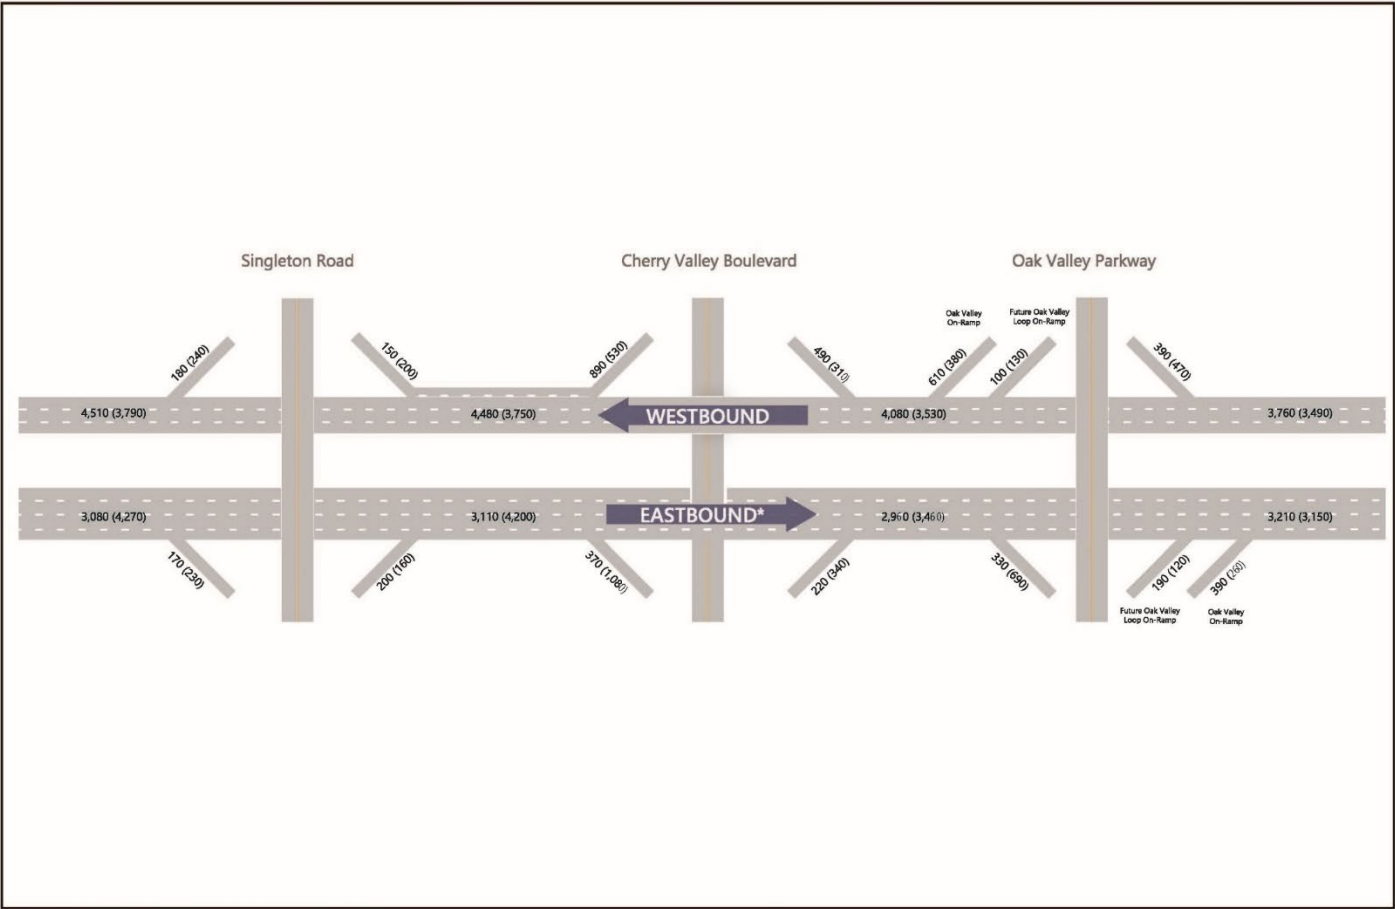 Singleton Road
Cherry Valley Boulevard
Oak Valley Parkway
Oak Valley
On-Ramp
Future Oak Valley
Loop On-Ramp
180 (240)
150 (200)
890 (530)
490 (310)
610 (380)
100 (130)
390 (470)
4,510 (3,790)
4,480 (3,750)
WESTBOUND
4,080 (3,530)
3,760 (3,490)
3,080 (4,270)
3,110 (4,200)
EASTBOUND*
2,960 (3,460)
3,210 (3,150)
170 (230)
200 (160)
370 (1,080)
220 (340)
330 (690)
190 (120)
390 (260)
Future Oak Valley
Loop On-Ramp
Oak Valley
On-Ramp